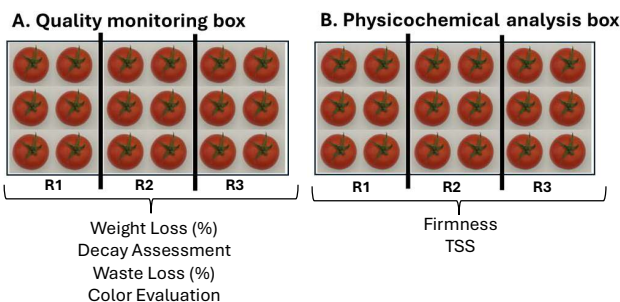 A. Quality monitoring box
R1 R2 R3
Weight Loss (%)
Decay Assessment
Waste Loss (%)
Color Evaluation
B. Physicochemical analysis box
R1 R2 R3
Firmness
TSS